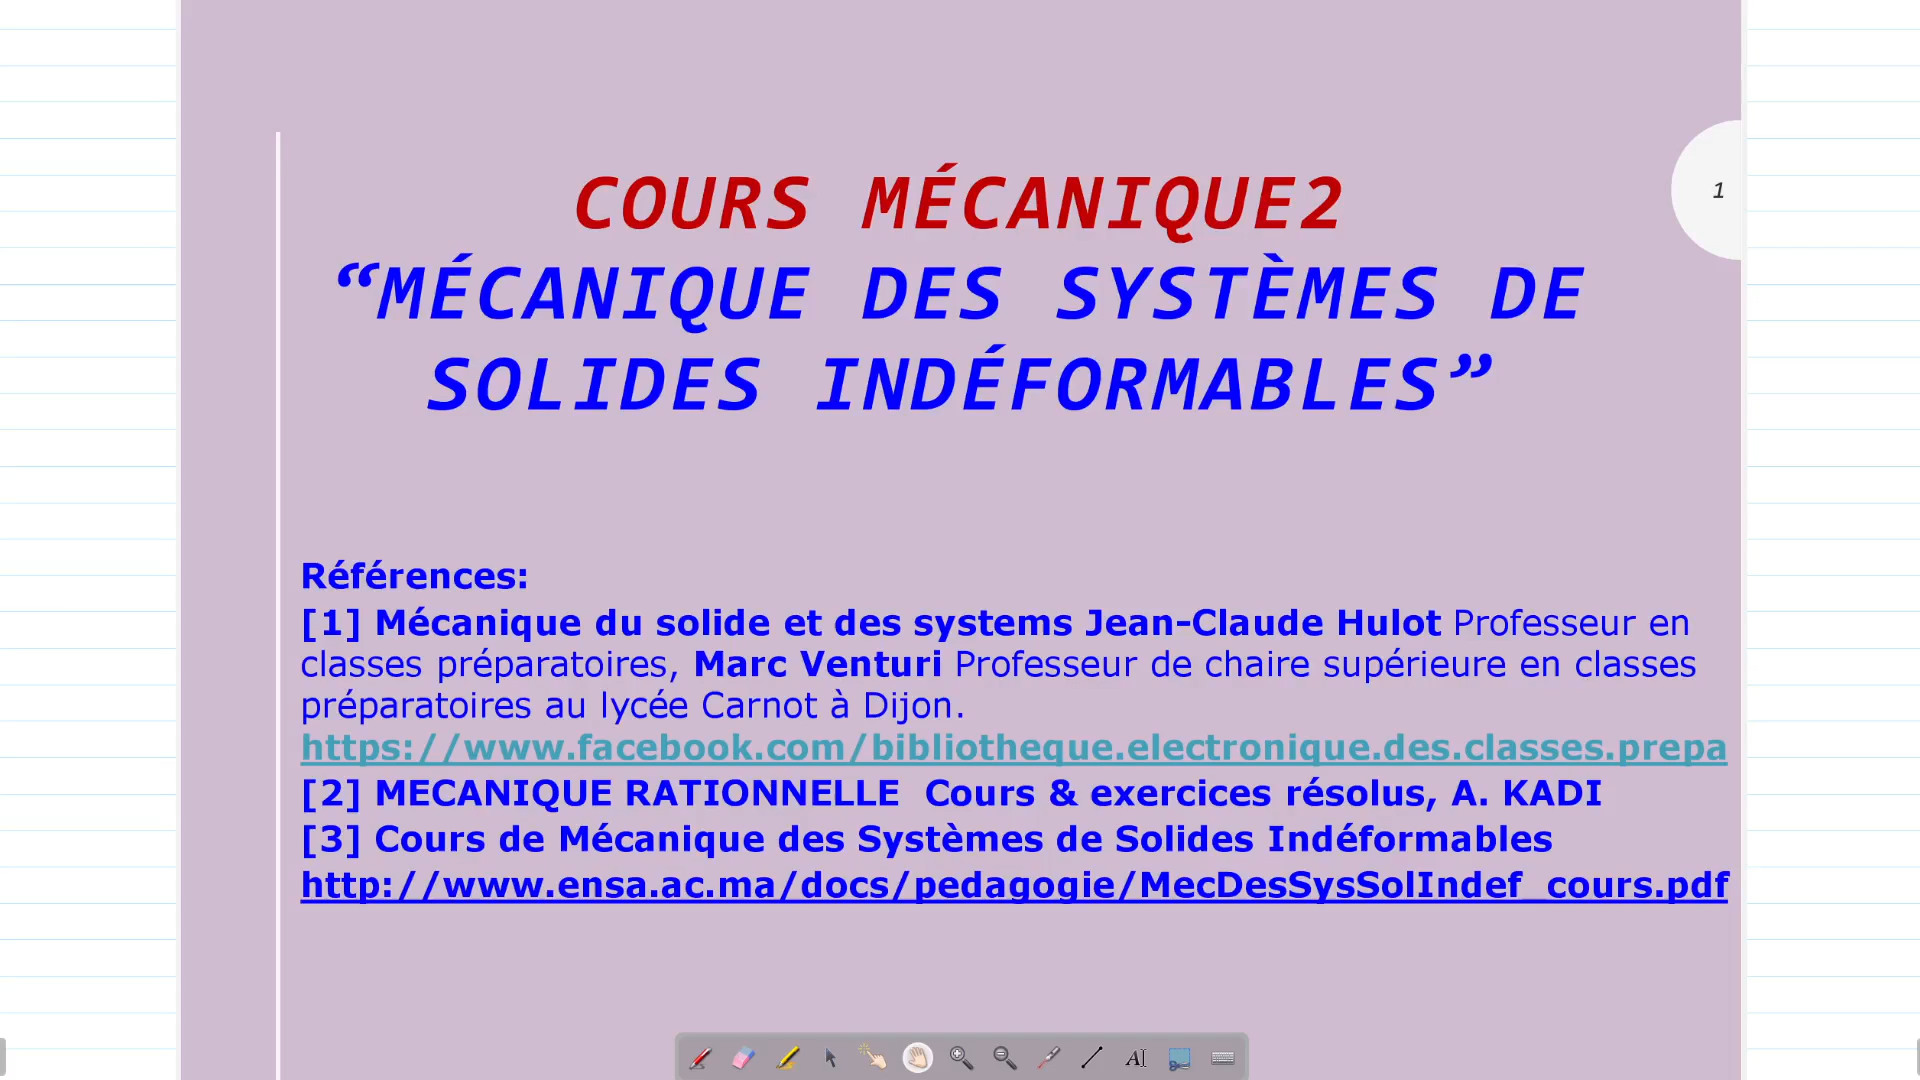 1
COURS MÉCANIQUE2
“MÉCANIQUE DES SYSTÈMES DE
SOLIDES INDÉFORMABLES”
Références:
[1] Mécanique du solide et des systems Jean-Claude Hulot Professeur en
classes préparatoires, Marc Venturi Professeur de chaire supérieure en classes
préparatoires au lycée Carnot à Dijon.
https://www.facebook.com/bibliotheque.electronique.des.classes.prepa
[2] MECANIQUE RATIONNELLE Cours & exercices résolus, A. KADI
[3] Cours de Mécanique des Systèmes de Solides Indéformables
http://www.ensa.ac.ma/docs/pedagogie/MecDesSysSolIndef_cours.pdf
AI